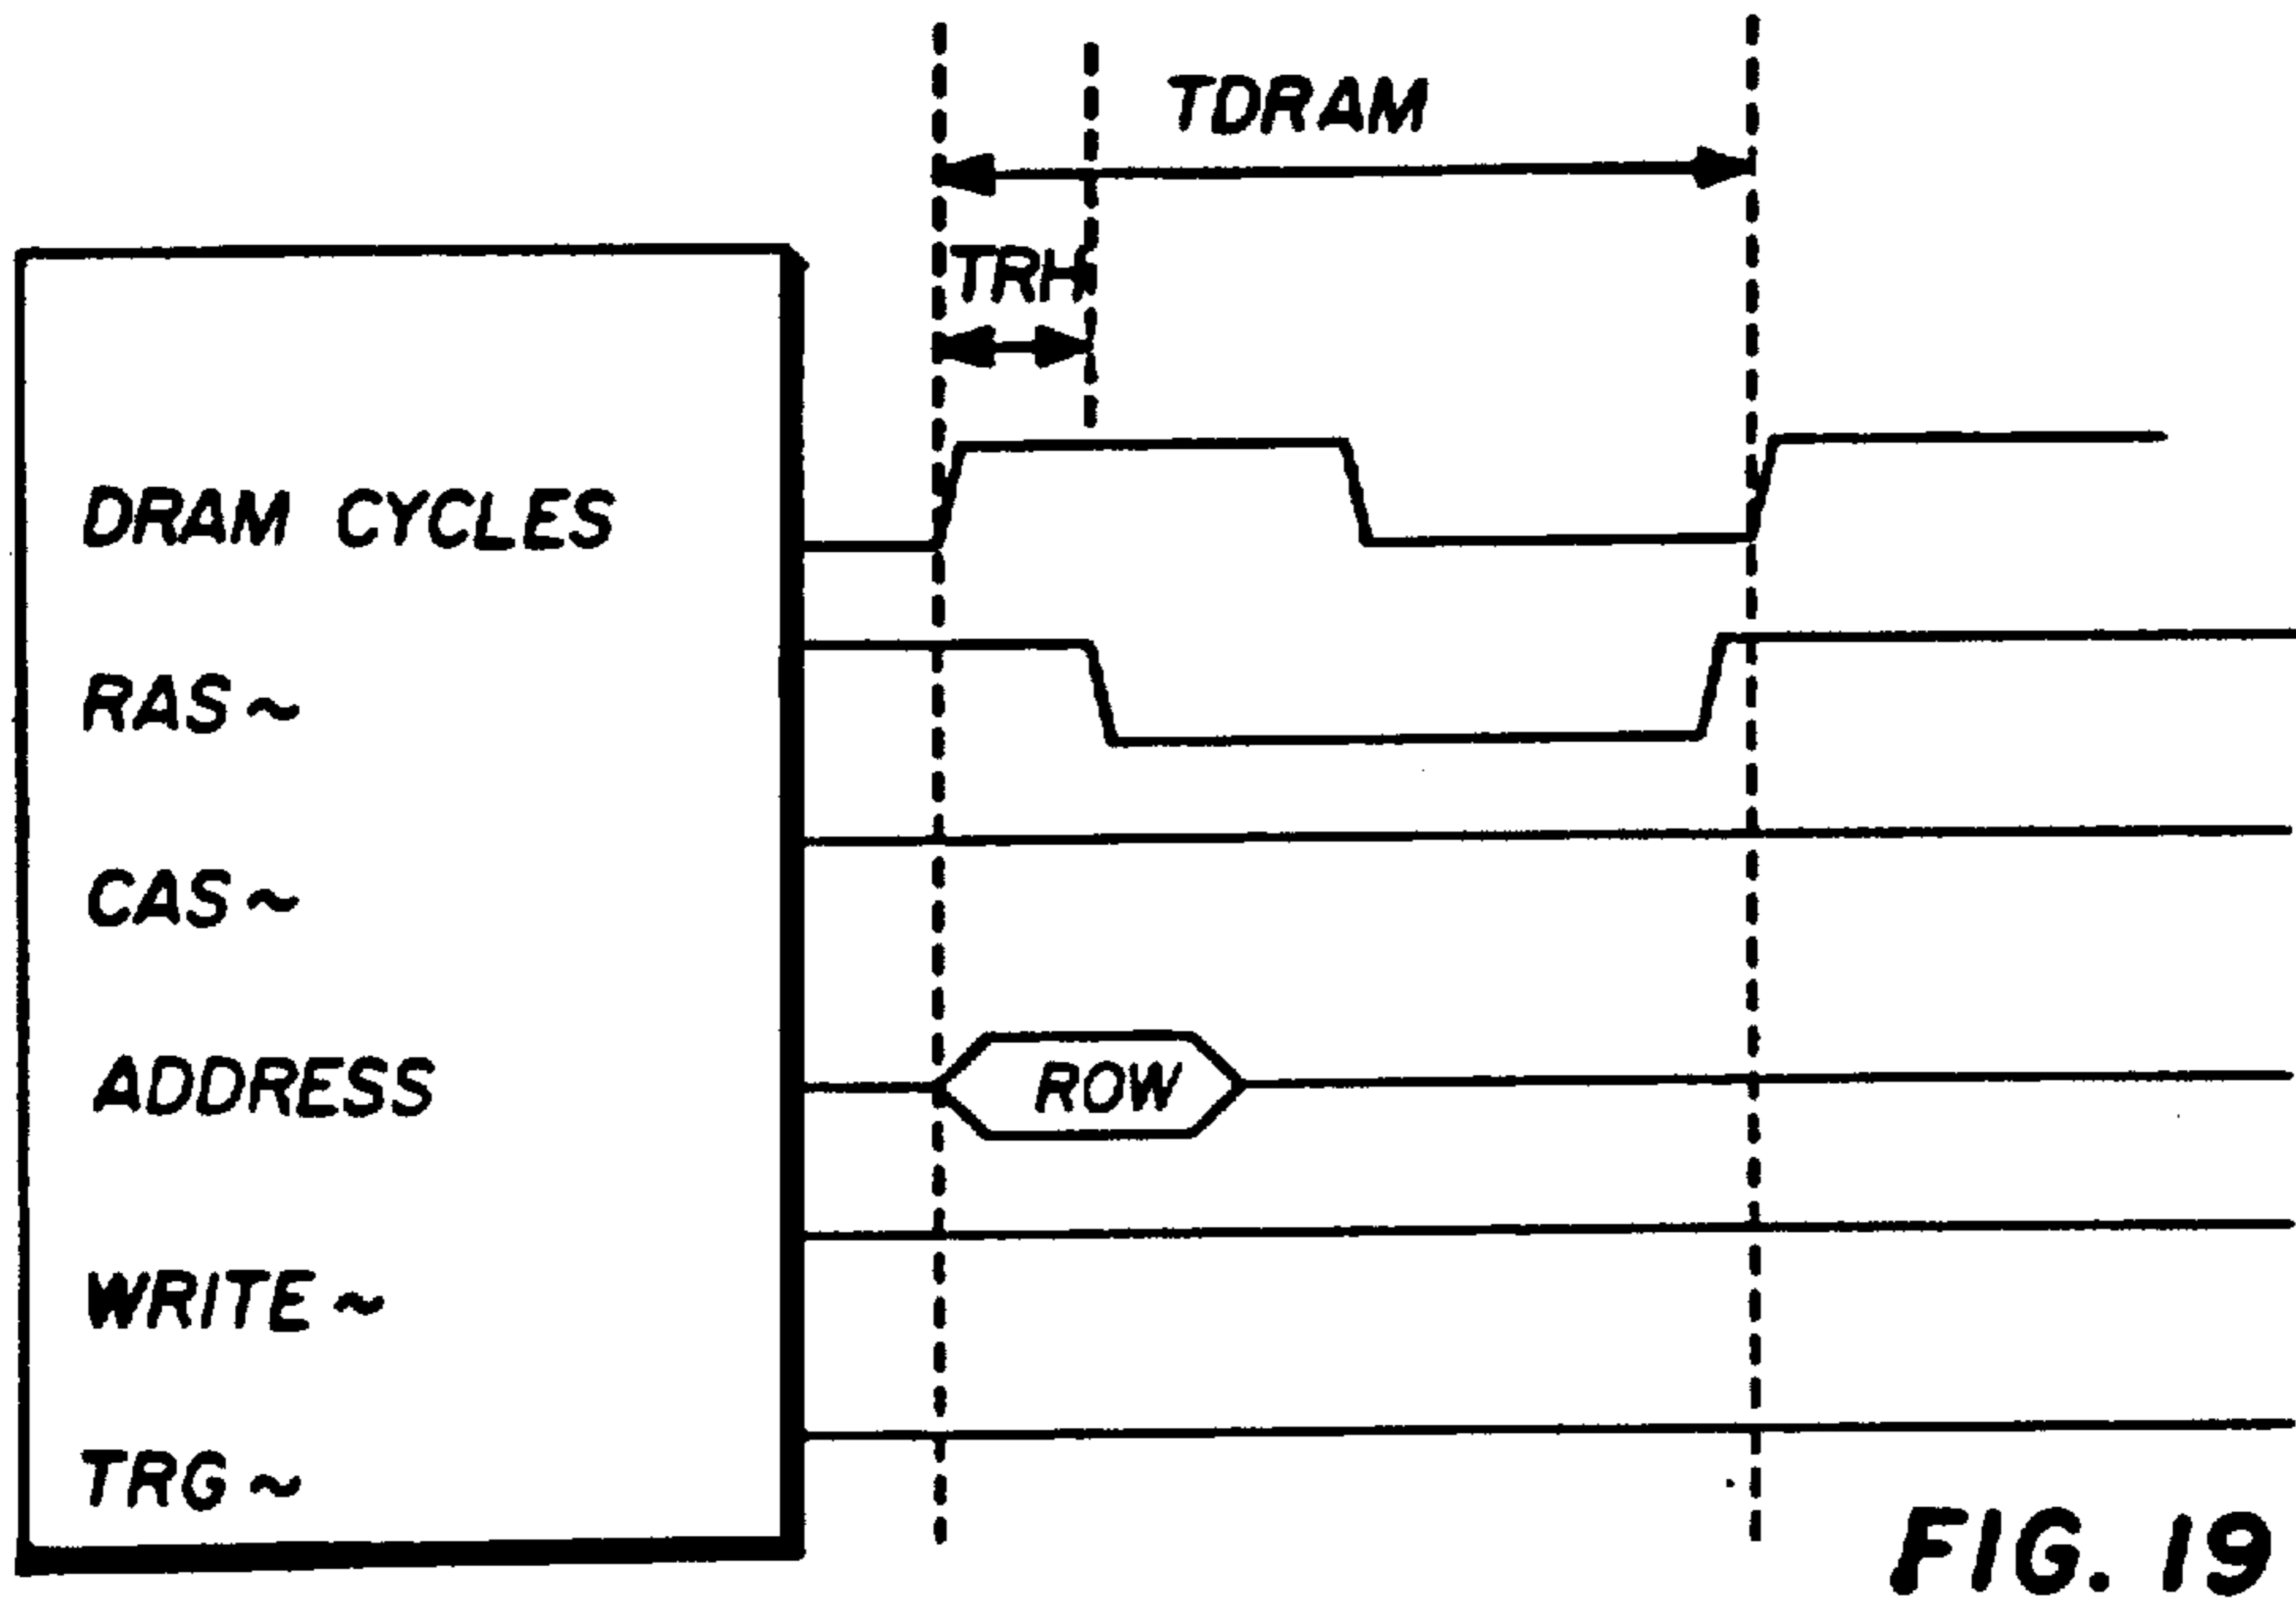 TDRAM
TRH
DRAM CYCLES
RAS ~
CAS ~
ADDRESS
ROW
WRITE ~
TRG ~
FIG. 19